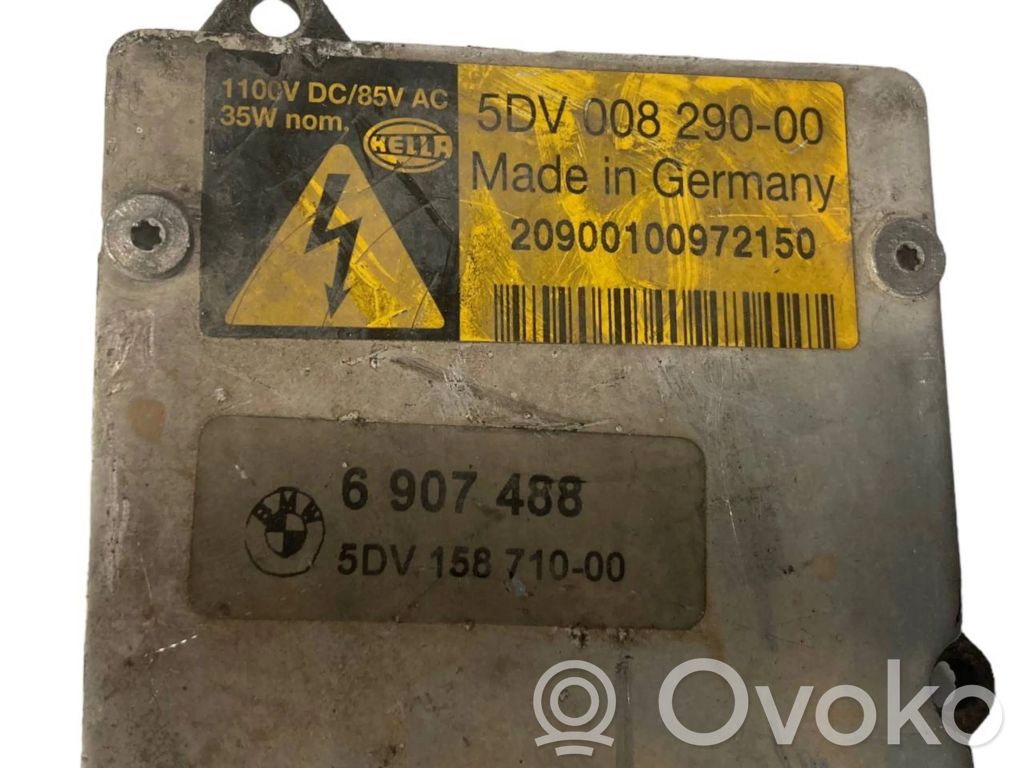 1100V DC/85V AC
35W nom.
HELLA
5DV 008 290-00
Made in Germany
20900100972150
BMW
6 907 488
5DV 158 710-00
Ovoko